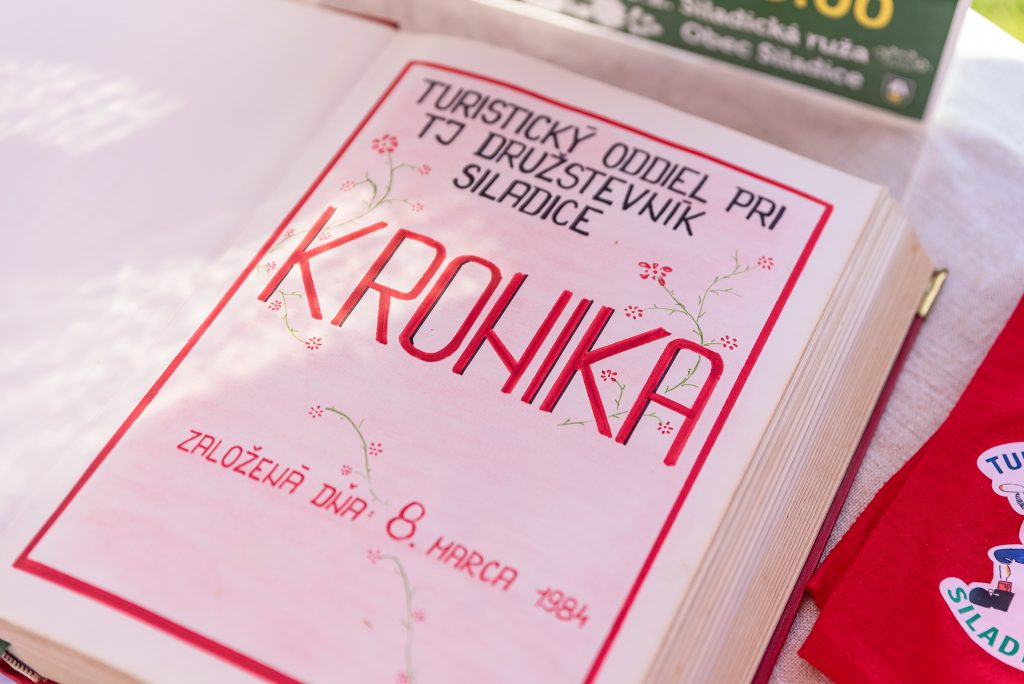 Siladická ruža
Obec Siladice
TURISTICKÝ ODDIEL PRI
TJ DRUŽSTEVNÍK
SILADICE
KRONIKA
ZALOŽENÁ DŇA: 8. MARCA 1984